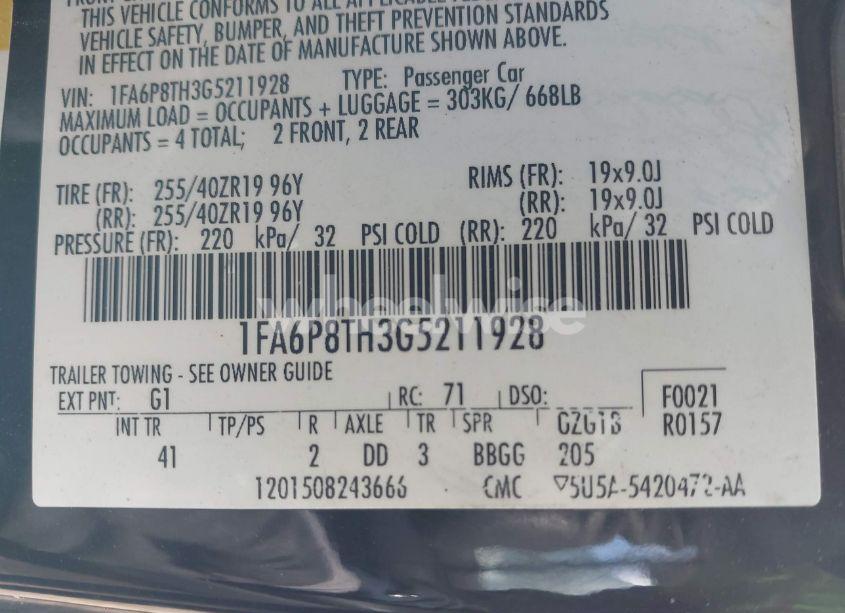 THIS VEHICLE CONFORMS TO ALL APPLICABLE
VEHICLE SAFETY, BUMPER, AND THEFT PREVENTION STANDARDS
IN EFFECT ON THE DATE OF MANUFACTURE SHOWN ABOVE.
VIN: 1FA6P8TH3G5211928 TYPE: Passenger Car
MAXIMUM LOAD = OCCUPANTS + LUGGAGE = 303KG/ 668LB
OCCUPANTS = 4 TOTAL; 2 FRONT, 2 REAR
TIRE (FR): 255/40ZR19 96Y RIMS (FR): 19x9.0J
(RR): 255/40ZR19 96Y (RR): 19x9.0J
PRESSURE (FR): 220 kPa/ 32 PSI COLD (RR): 220 kPa/ 32 PSI COLD
wheelwise
1FA6P8TH3G5211928
TRAILER TOWING - SEE OWNER GUIDE
EXT PNT: G1 RC: 71 DSO: F0021
INT TR TP/PS R AXLE TR SPR R0157
41 2 DD 3 BBGG 205
1201508243666 CMC 5U5A-5420472-AA